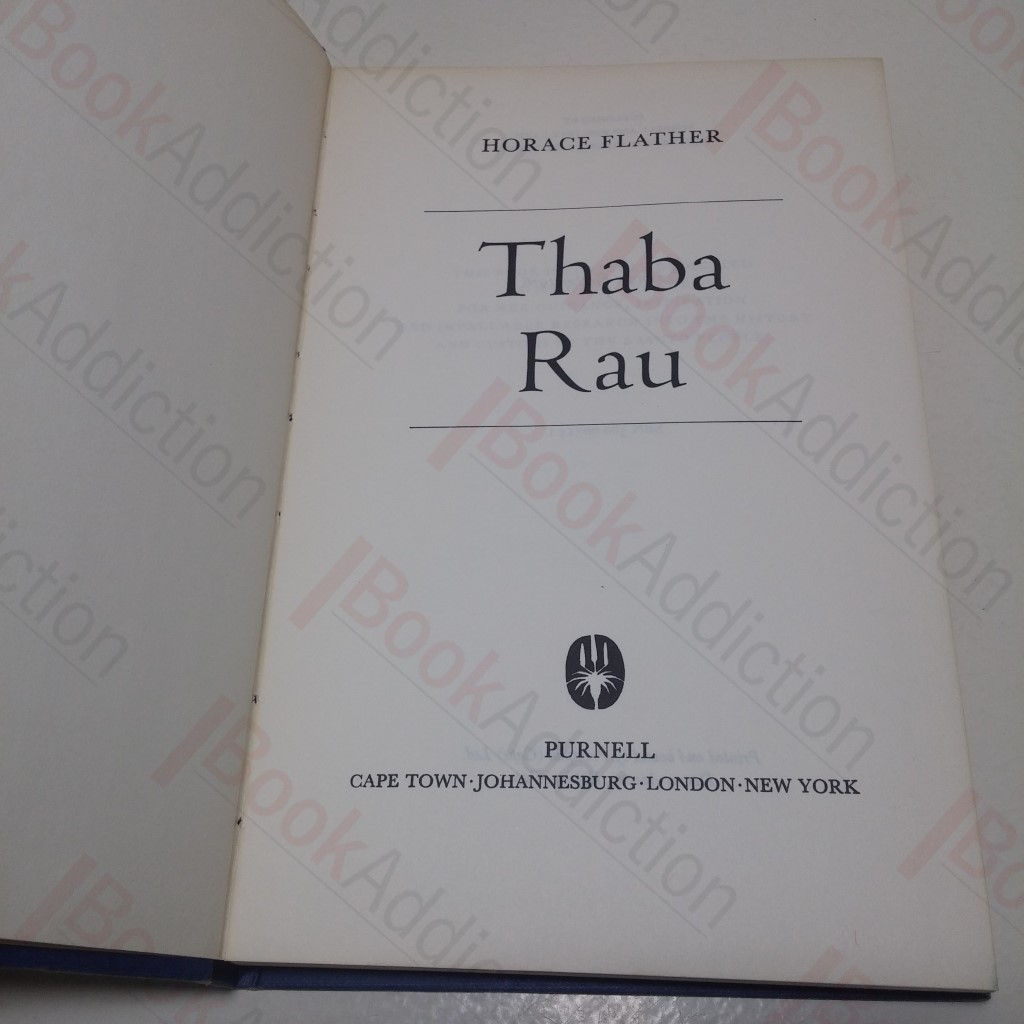 HORACE FLATHER
Thaba
Rau
PURNELL
CAPE TOWN·JOHANNESBURG·LONDON·NEW YORK
BookAddiction